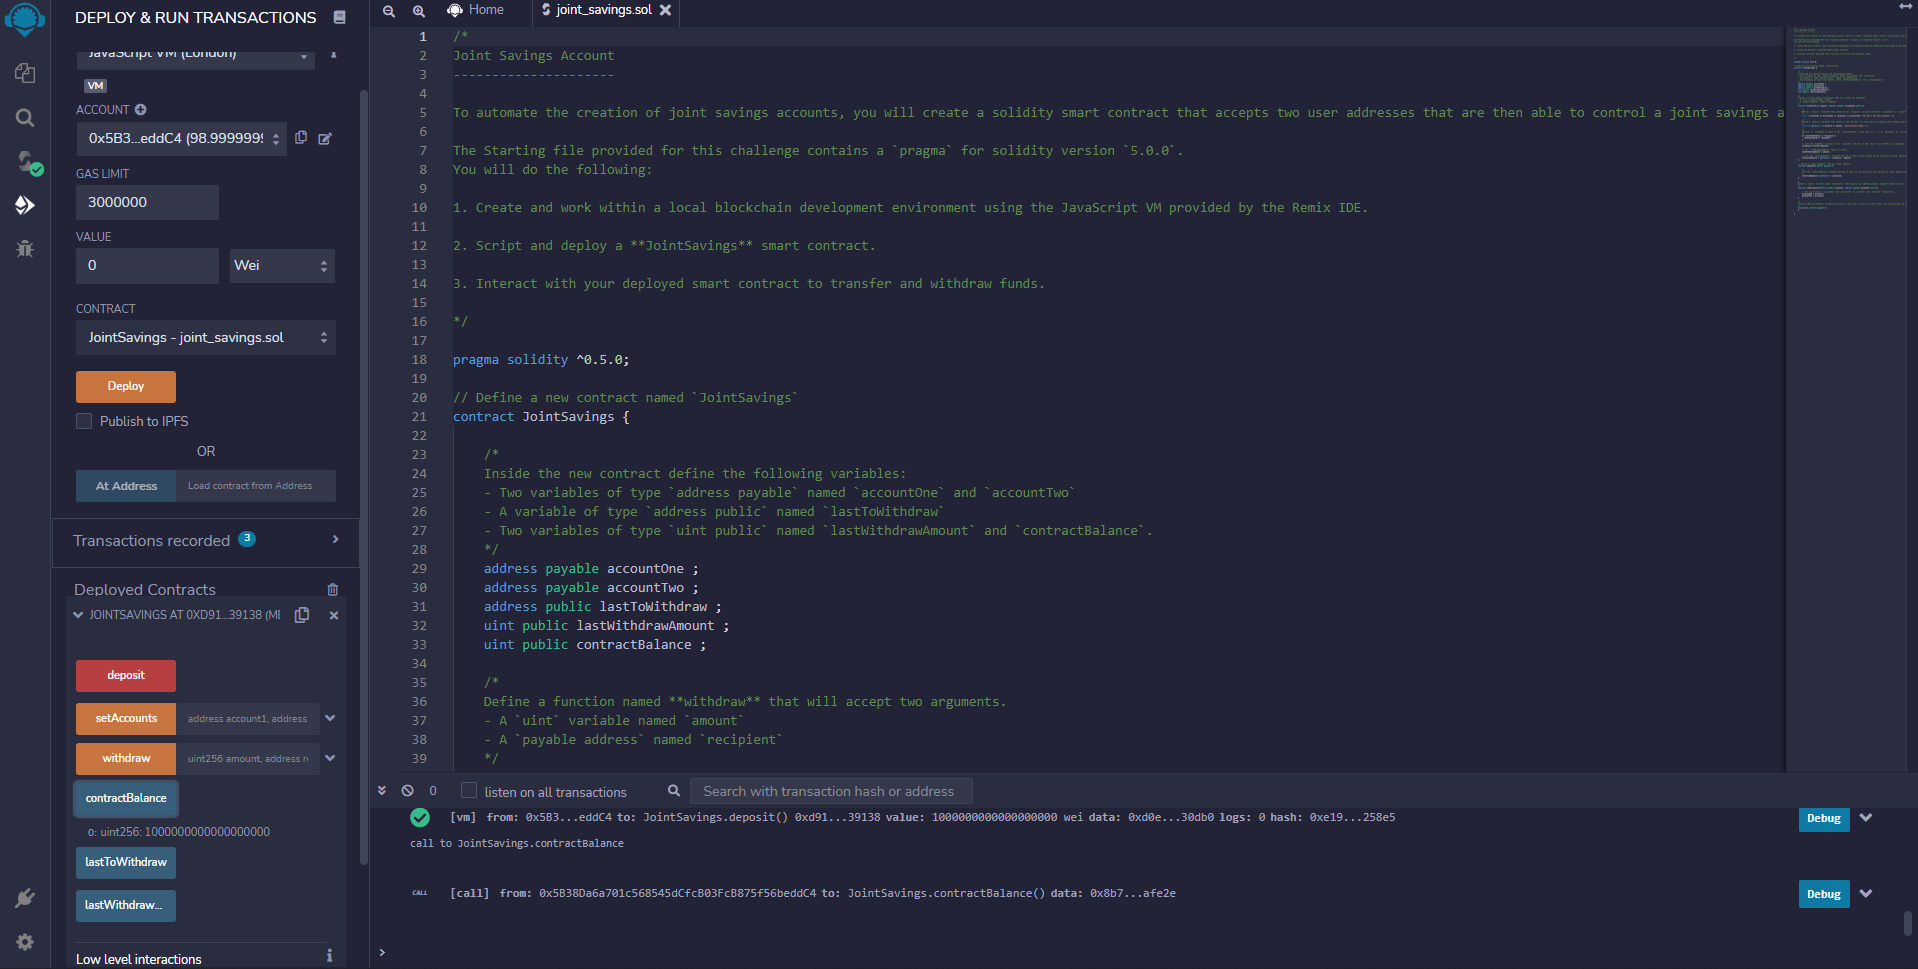 DEPLOY & RUN TRANSACTIONS
JavaScript VM (London)
VM
ACCOUNT
0x5B3...eddC4 (98.9999999
GAS LIMIT
3000000
VALUE
0
Wei
CONTRACT
JointSavings - joint_savings.sol
Deploy
Publish to IPFS
OR
At Address
Load contract from Address
Transactions recorded 3
Deployed Contracts
JOINTSAVINGS AT 0XD91...39138 (ME
deposit
setAccounts
address account1, address
withdraw
uint256 amount, address r
contractBalance
0: uint256: 1000000000000000000
lastToWithdraw
lastWithdraw...
Low level interactions
Home
joint_savings.sol
1 /*
2 Joint Savings Account
3 ---------------------
4
5 To automate the creation of joint savings accounts, you will create a solidity smart contract that accepts two user addresses that are then able to control a joint savings a
6
7 The Starting file provided for this challenge contains a `pragma` for solidity version `5.0.0`.
8 You will do the following:
9
10 1. Create and work within a local blockchain development environment using the JavaScript VM provided by the Remix IDE.
11
12 2. Script and deploy a **JointSavings** smart contract.
13
14 3. Interact with your deployed smart contract to transfer and withdraw funds.
15
16 */
17
18 pragma solidity ^0.5.0;
19
20 // Define a new contract named `JointSavings`
21 contract JointSavings {
22
23 /*
24 Inside the new contract define the following variables:
25 - Two variables of type `address payable` named `accountOne` and `accountTwo`
26 - A variable of type `address public` named `lastToWithdraw`
27 - Two variables of type `uint public` named `lastWithdrawAmount` and `contractBalance`.
28 */
29 address payable accountOne ;
30 address payable accountTwo ;
31 address public lastToWithdraw ;
32 uint public lastWithdrawAmount ;
33 uint public contractBalance ;
34
35 /*
36 Define a function named **withdraw** that will accept two arguments.
37 - A `uint` variable named `amount`
38 - A `payable address` named `recipient`
39 */
0
listen on all transactions
Search with transaction hash or address
[vm] from: 0x5B3...eddC4 to: JointSavings.deposit() 0xd91...39138 value: 1000000000000000000 wei data: 0xd0e...30db0 logs: 0 hash: 0xe19...258e5
Debug
call to JointSavings.contractBalance
CALL [call] from: 0x5B38Da6a701c568545dCfcB03FcB875f56beddC4 to: JointSavings.contractBalance() data: 0x8b7...afe2e
Debug
>